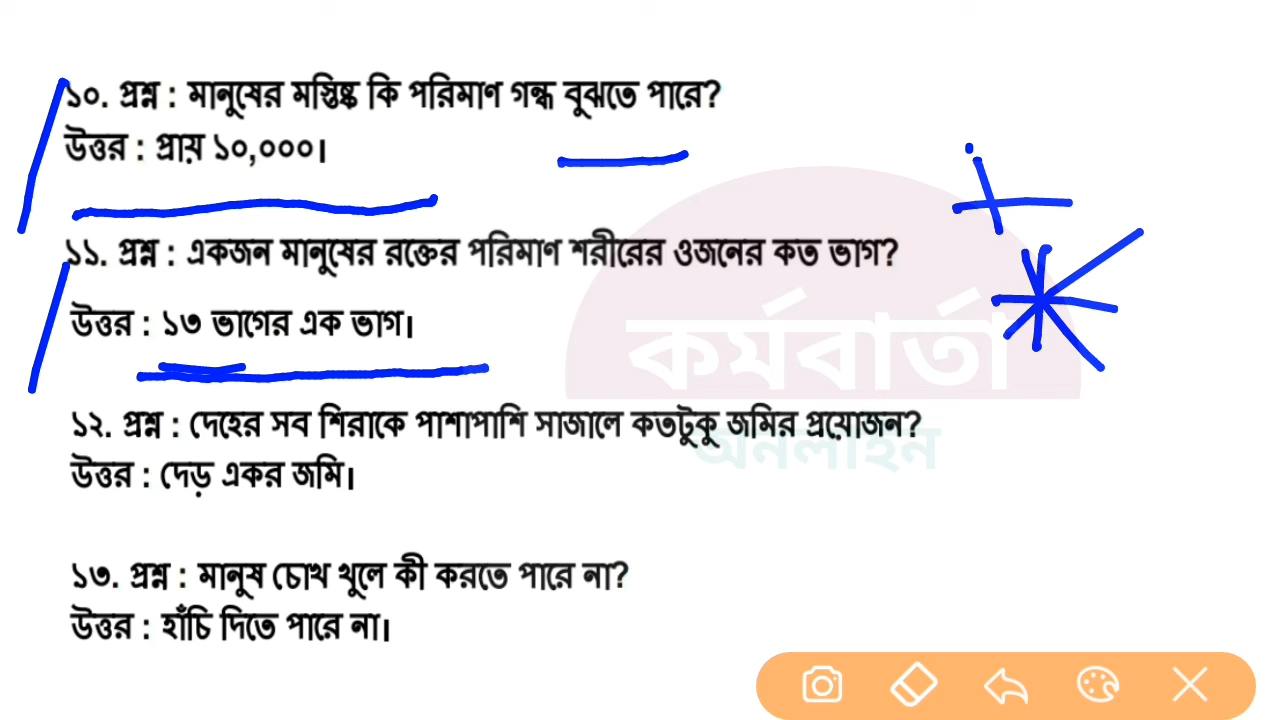 ১০. প্রশ্ন : মানুষের মস্তিষ্ক কি পরিমাণ গন্ধ বুঝতে পারে?
উত্তর : প্রায় ১০,০০০।
১১. প্রশ্ন : একজন মানুষের রক্তের পরিমাণ শরীরের ওজনের কত ভাগ?
উত্তর : ১৩ ভাগের এক ভাগ।
কর্মবার্তা
১২. প্রশ্ন : দেহের সব শিরাকে পাশাপাশি সাজালে কতটুকু জমির প্রয়োজন?
অনলাইন
উত্তর : দেড় একর জমি।
১৩. প্রশ্ন : মানুষ চোখ খুলে কী করতে পারে না?
উত্তর : হাঁচি দিতে পারে না।